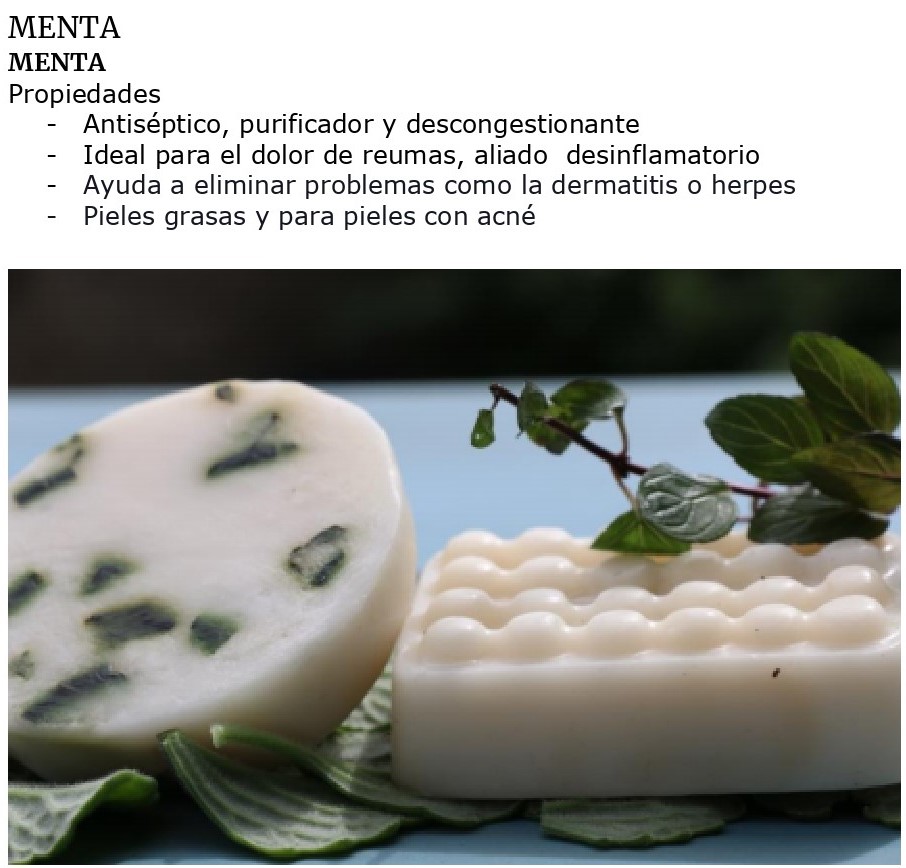 MENTA
MENTA
Propiedades
- Antiséptico, purificador y descongestionante
- Ideal para el dolor de reumas, aliado  desinflamatorio
- Ayuda a eliminar problemas como la dermatitis o herpes
- Pieles grasas y para pieles con acné